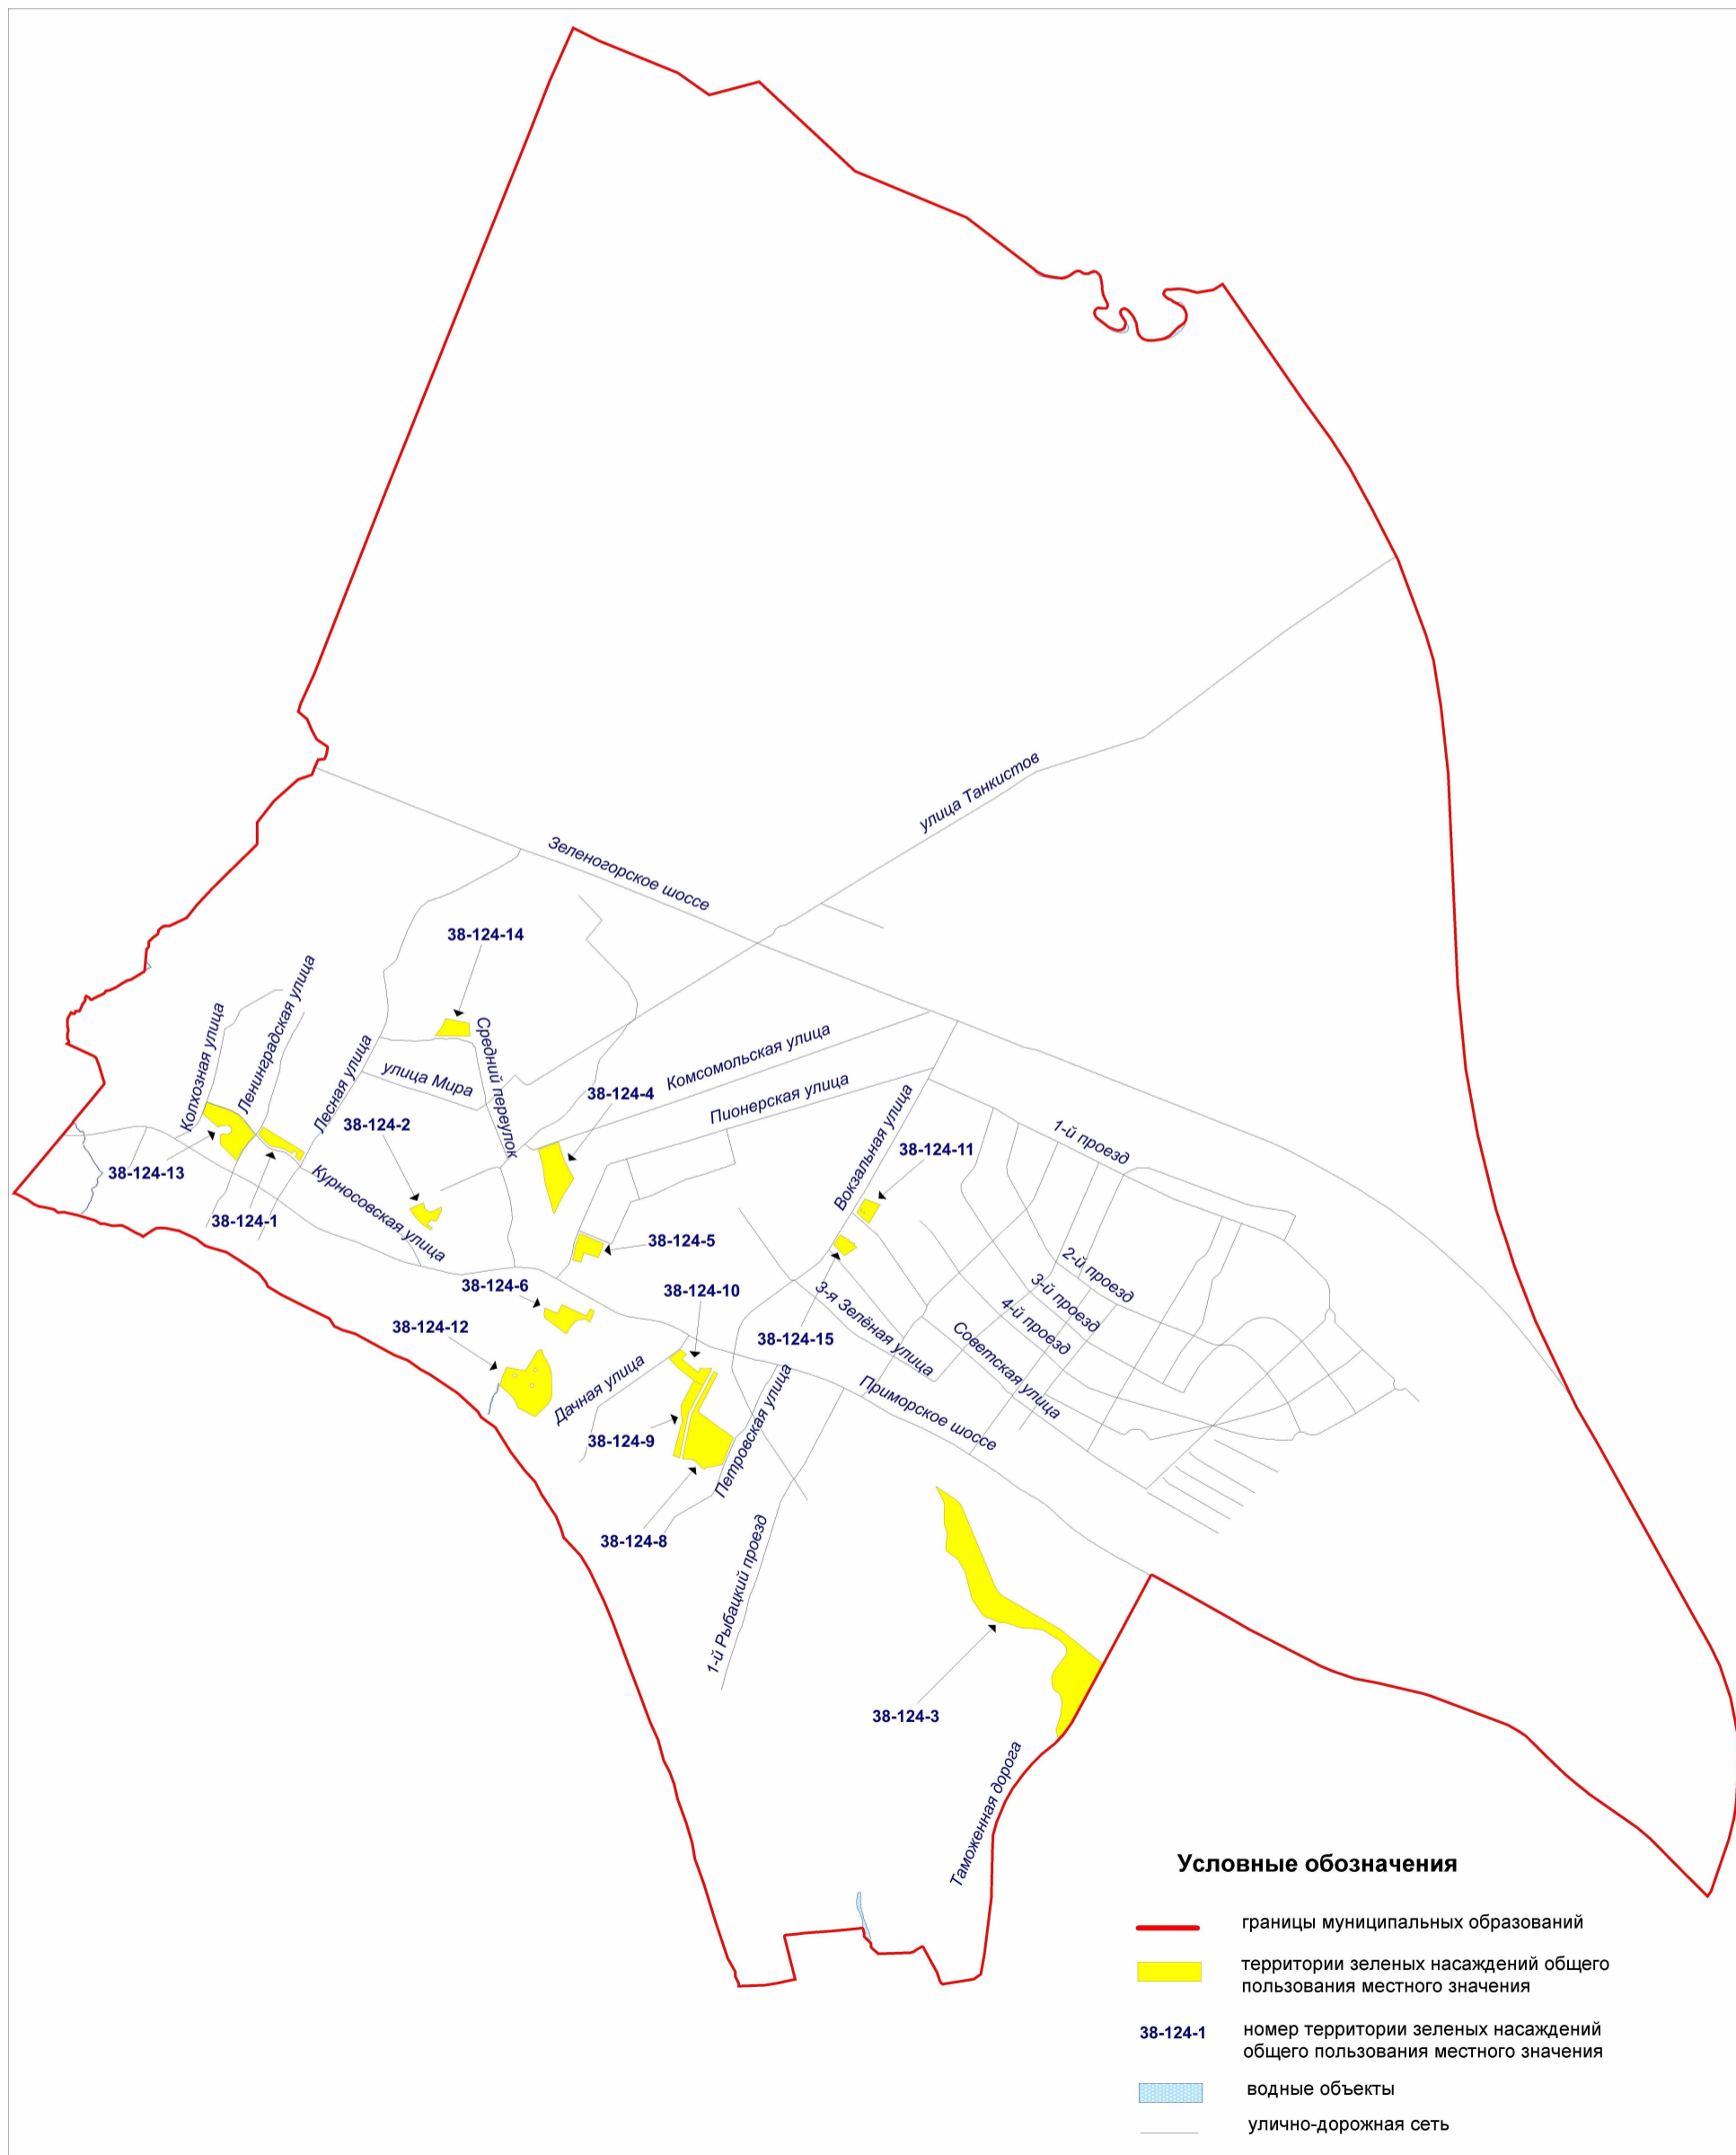 улица Танкистов
Зеленогорское шоссе
38-124-14
Ленинградская улица
Колхозная улица
Лесная улица
Средний переулок
улица Мира
Комсомольская улица
38-124-4
Пионерская улица
38-124-2
Вокзальная улица
1-й проезд
38-124-11
38-124-13
38-124-1
Курносовская улица
38-124-5
2-й проезд
3-й проезд
4-й проезд
38-124-6
38-124-10
38-124-12
38-124-15
3-я Зелёная улица
Советская улица
Дачная улица
Приморское шоссе
38-124-9
Петровская улица
38-124-8
1-й Рыбацкий проезд
38-124-3
Таможенная дорога
Условные обозначения
границы муниципальных образований
территории зеленых насаждений общего
пользования местного значения
38-124-1
номер территории зеленых насаждений
общего пользования местного значения
водные объекты
улично-дорожная сеть